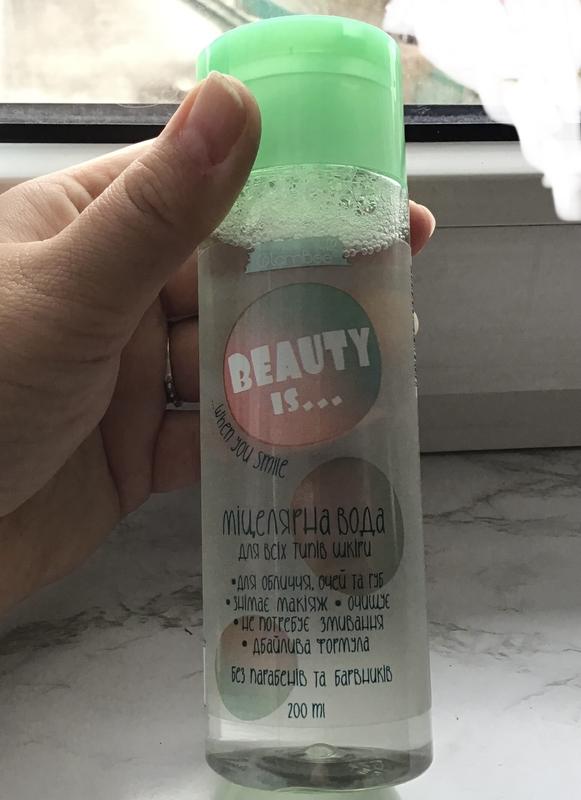 BEAUTY
IS...
...when you smile
міцелярна вода
для всіх типів шкіри
•для обличчя, очей та губ
•знімає макіяж • очищує
•не потребує змивання
•дбайлива формула
без парабенів та барвників
200 ml